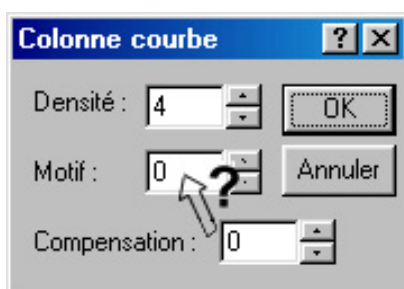 Colonne courbe ? X
Densité : 4 OK
Motif : 0 Annuler
?
Compensation : 0